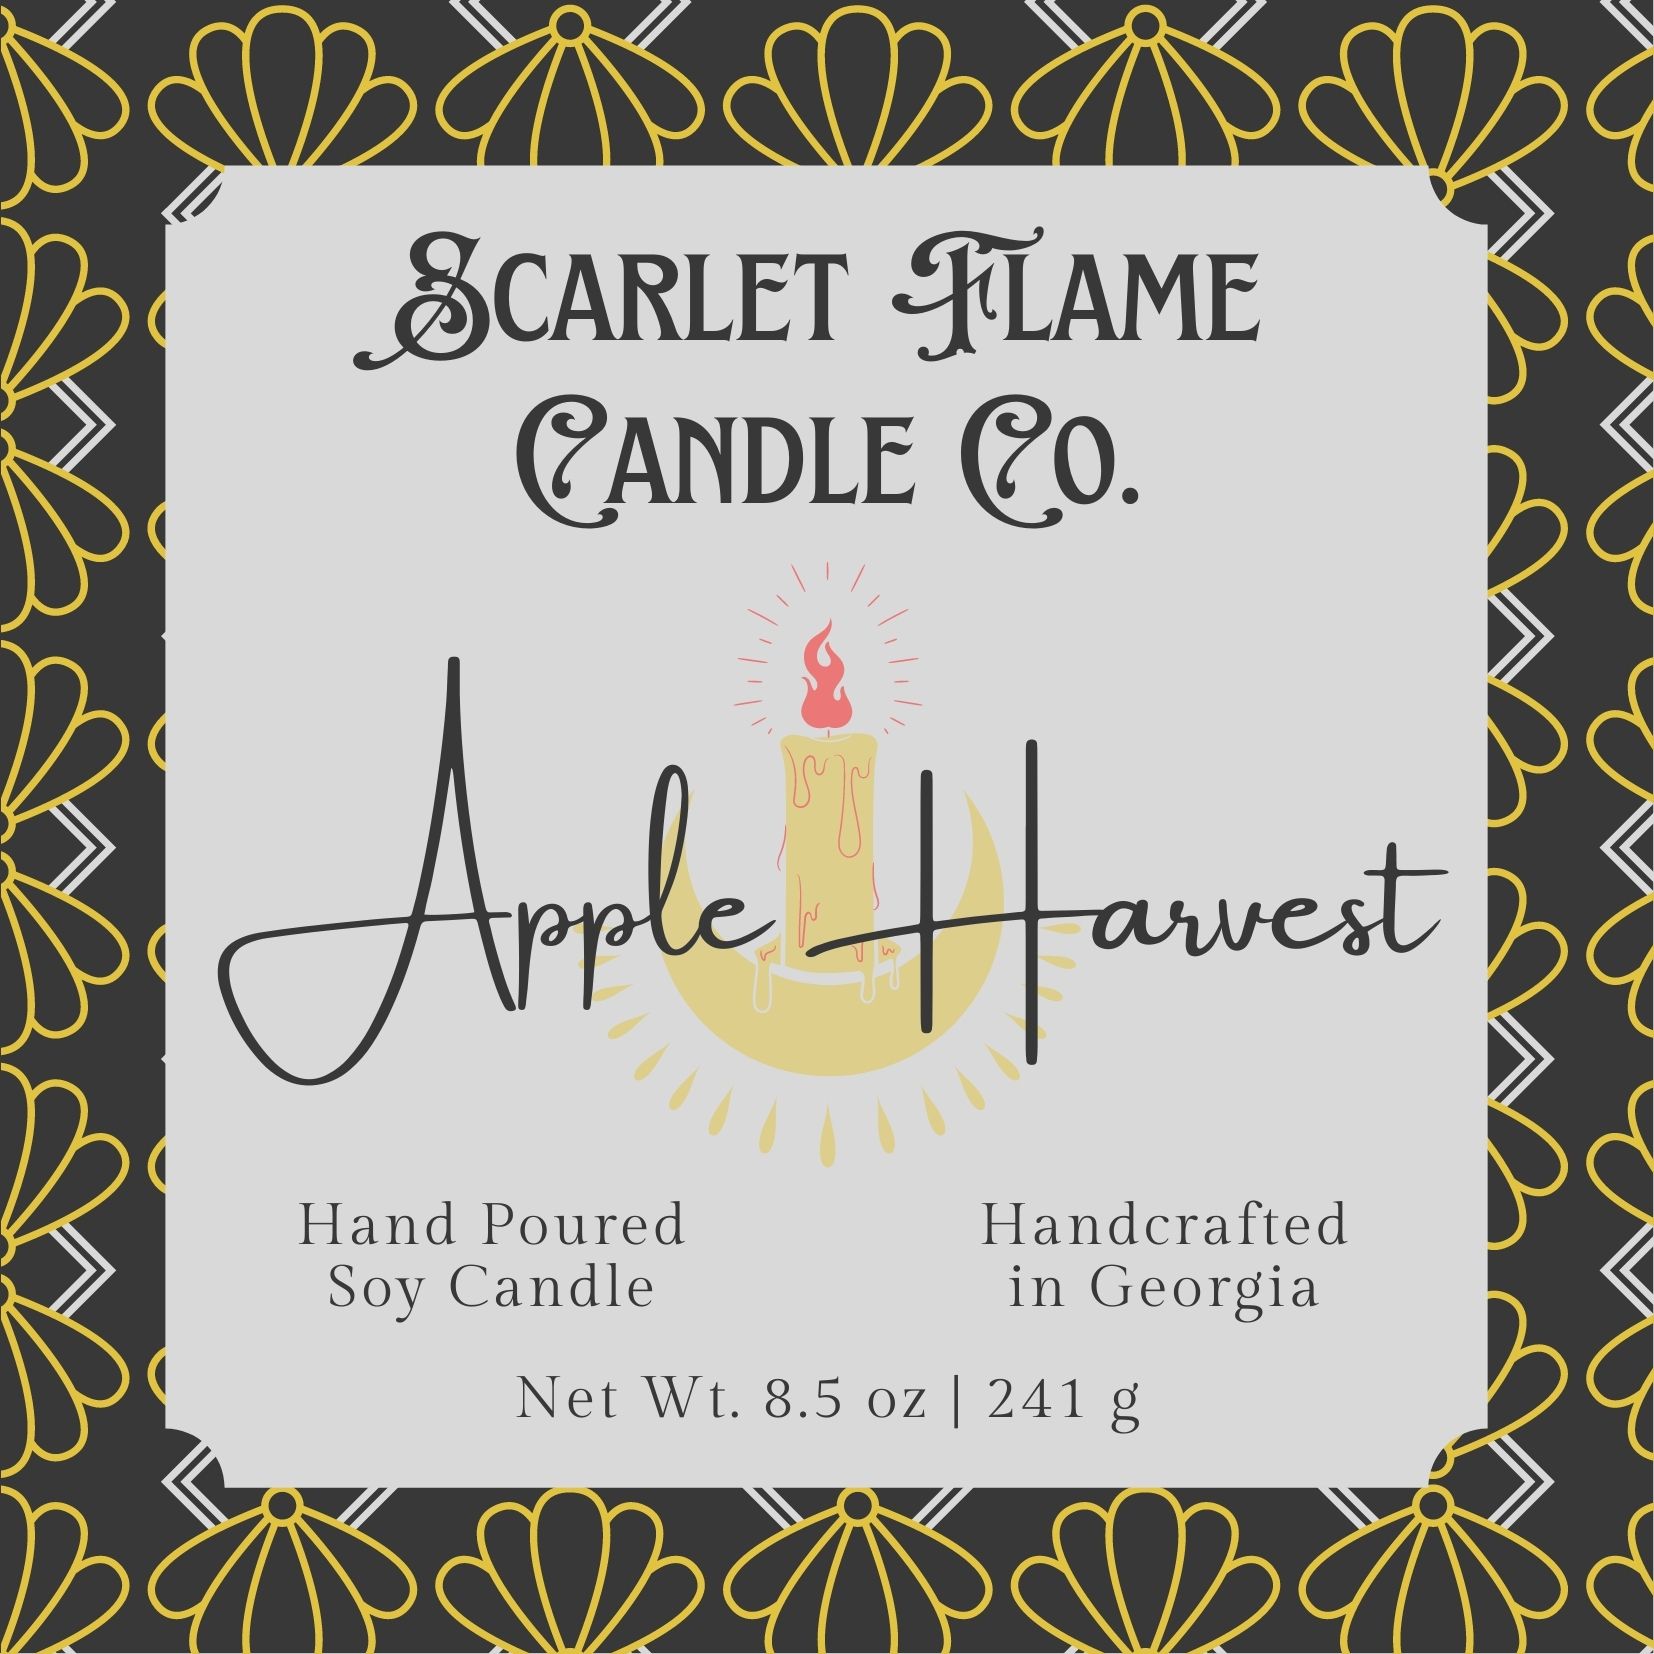 Scarlet Flame
Candle Co.
Apple Harvest
Hand Poured
Soy Candle
Handcrafted
in Georgia
Net Wt. 8.5 oz | 241 g